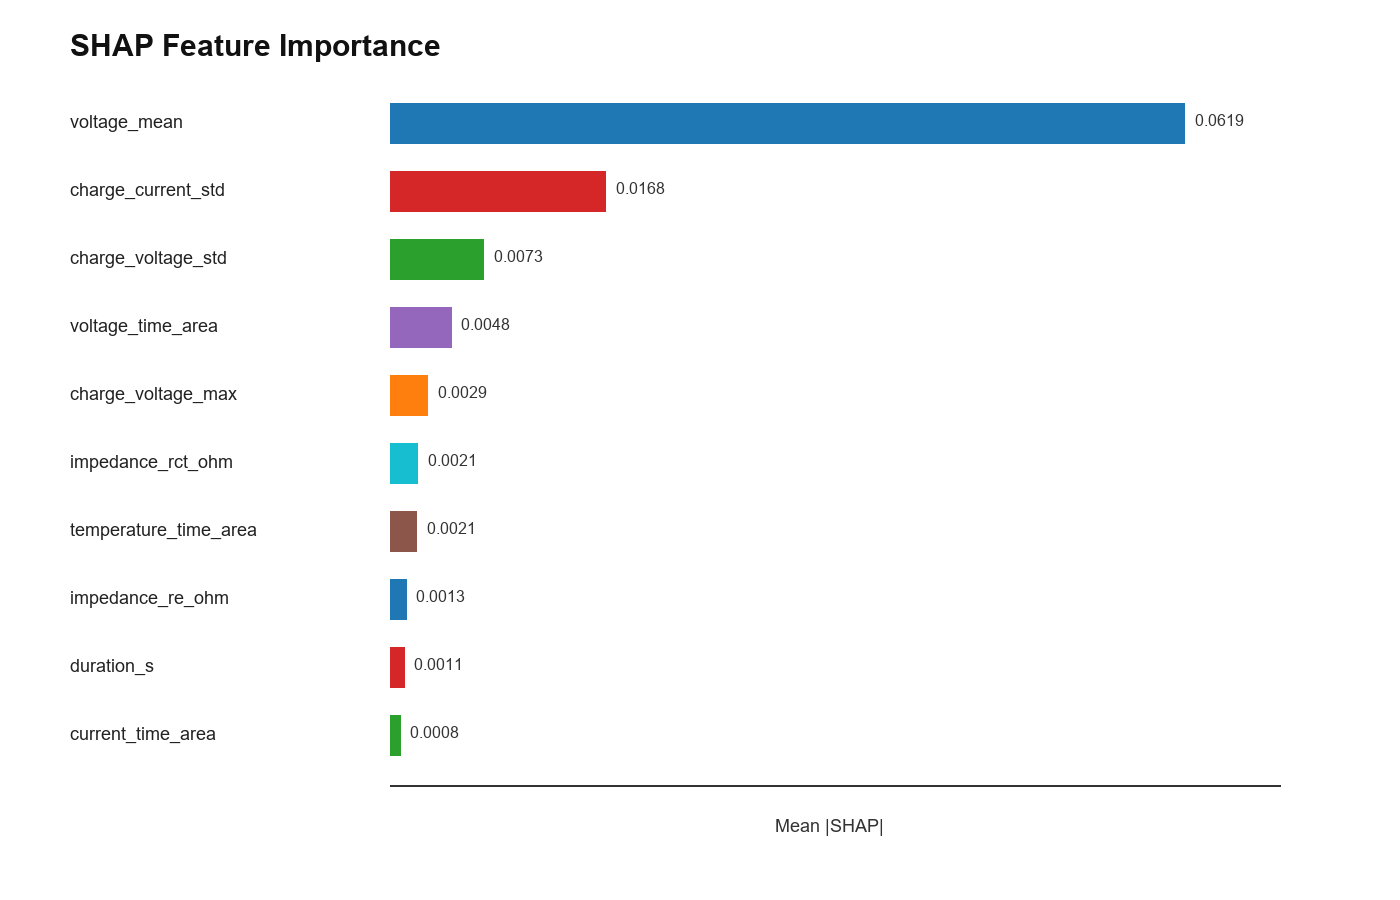 SHAP Feature Importance
voltage_mean 0.0619
charge_current_std 0.0168
charge_voltage_std 0.0073
voltage_time_area 0.0048
charge_voltage_max 0.0029
impedance_rct_ohm 0.0021
temperature_time_area 0.0021
impedance_re_ohm 0.0013
duration_s 0.0011
current_time_area 0.0008
Mean |SHAP|